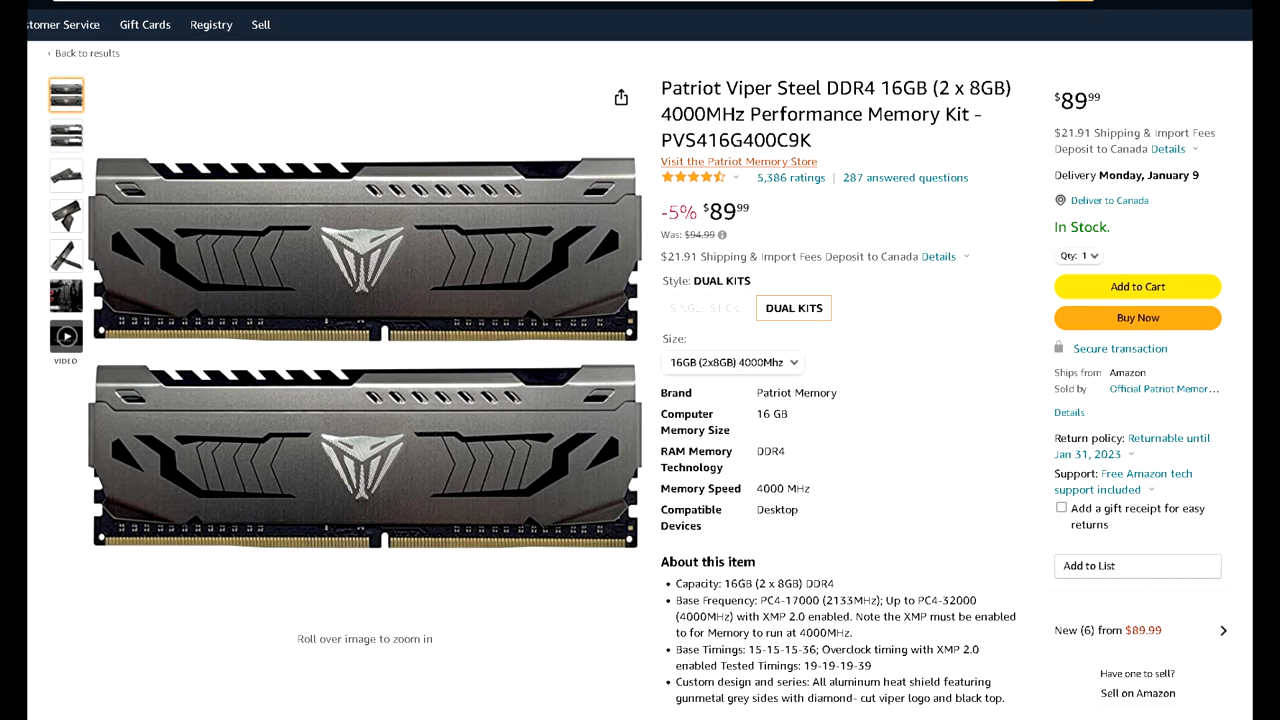 stomer Service Gift Cards Registry Sell
‹ Back to results
Patriot Viper Steel DDR4 16GB (2 x 8GB)
4000MHz Performance Memory Kit -
PVS416G400C9K
Visit the Patriot Memory Store
5,386 ratings | 287 answered questions
-5% $89⁹⁹
Was: $94.99
$21.91 Shipping & Import Fees Deposit to Canada Details
Style: DUAL KITS
SINGLE STICK DUAL KITS
Size:
16GB (2x8GB) 4000Mhz
Brand Patriot Memory
Computer Memory Size 16 GB
RAM Memory Technology DDR4
Memory Speed 4000 MHz
Compatible Devices Desktop
About this item
• Capacity: 16GB (2 x 8GB) DDR4
• Base Frequency: PC4-17000 (2133MHz); Up to PC4-32000
(4000MHz) with XMP 2.0 enabled. Note the XMP must be enabled
to for Memory to run at 4000MHz.
• Base Timings: 15-15-15-36; Overclock timing with XMP 2.0
enabled Tested Timings: 19-19-19-39
• Custom design and series: All aluminum heat shield featuring
gunmetal grey sides with diamond- cut viper logo and black top.
VIDEO
Roll over image to zoom in
$89⁹⁹
$21.91 Shipping & Import Fees
Deposit to Canada Details
Delivery Monday, January 9
Deliver to Canada
In Stock.
Qty: 1
Add to Cart
Buy Now
Secure transaction
Ships from Amazon
Sold by Official Patriot Memor...
Details
Return policy: Returnable until
Jan 31, 2023
Support: Free Amazon tech
support included
Add a gift receipt for easy
returns
Add to List
New (6) from $89.99
Have one to sell?
Sell on Amazon